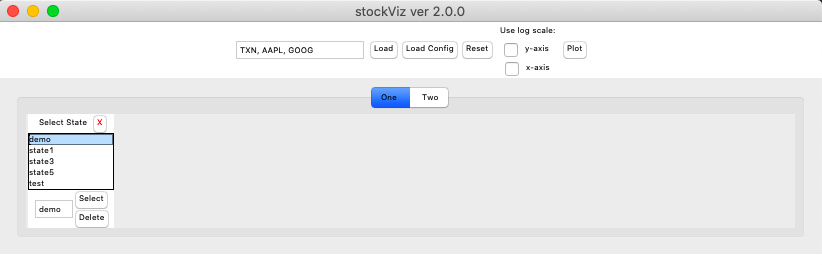 stockViz ver 2.0.0
Use log scale:
TXN, AAPL, GOOG Load Load Config Reset y-axis Plot
x-axis
One Two
Select State X
demo
state1
state3
state5
test
Select
demo
Delete